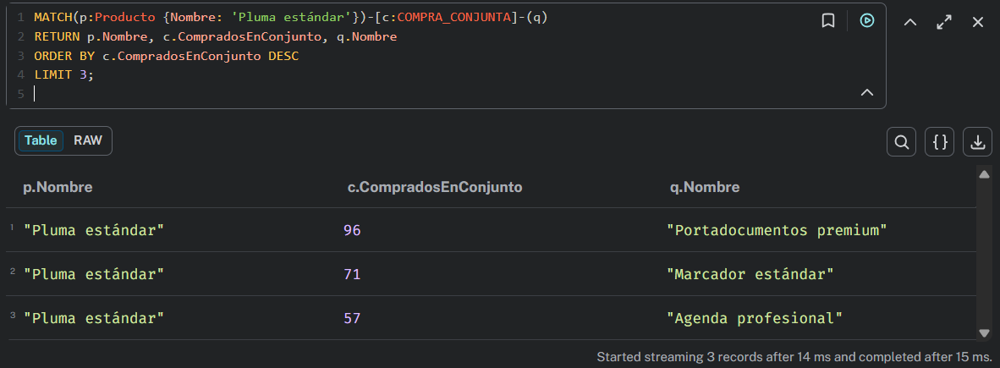 1 MATCH(p:Producto {Nombre: 'Pluma estándar'})-[c:COMPRA_CONJUNTA]-(q)
2 RETURN p.Nombre, c.CompradosEnConjunto, q.Nombre
3 ORDER BY c.CompradosEnConjunto DESC
4 LIMIT 3;
5
Table RAW
p.Nombre c.CompradosEnConjunto q.Nombre
1 "Pluma estándar" 96 "Portadocumentos premium"
2 "Pluma estándar" 71 "Marcador estándar"
3 "Pluma estándar" 57 "Agenda profesional"
Started streaming 3 records after 14 ms and completed after 15 ms.